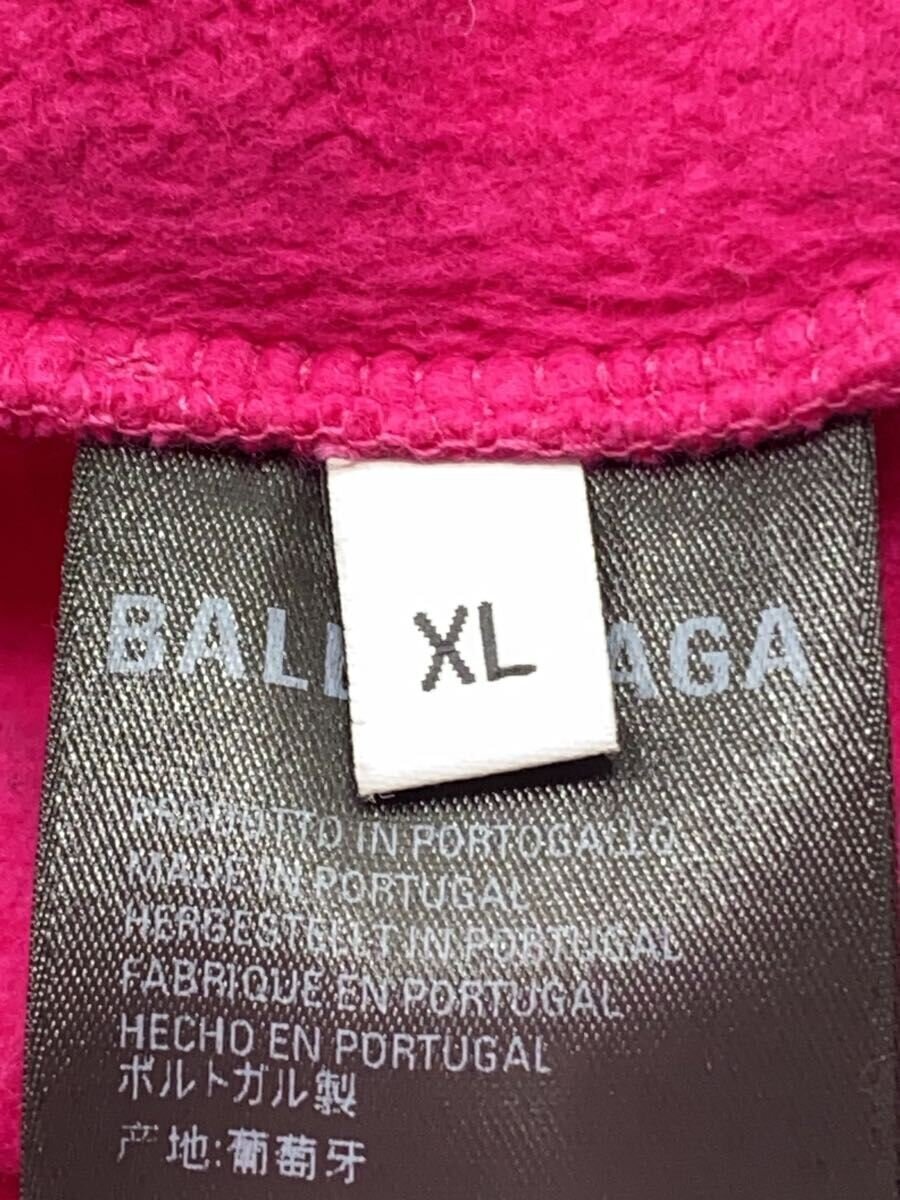 XL
BAL AGA
PRODOTTO IN PORTOGALLO
MADE IN PORTUGAL
HERGESTELLT IN PORTUGAL
FABRIQUÉ EN PORTUGAL
HECHO EN PORTUGAL
ポルトガル製
产地:葡萄牙